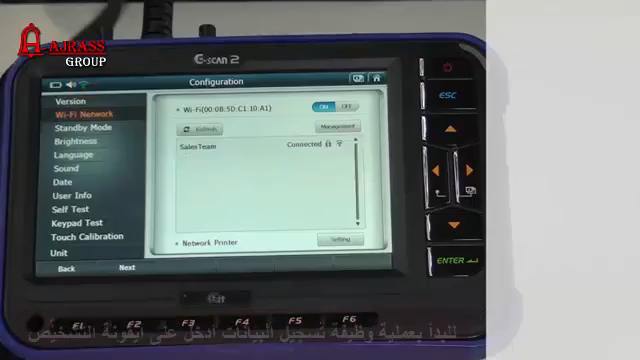 AJRASS
GROUP
G-SCAN 2
Configuration
Version
Wi-Fi Network
Standby Mode
Brightness
Language
Sound
Date
User Info
Self Test
Keypad Test
Touch Calibration
Unit
Wi-Fi(00:0B:5D:C1:10:A1)
ON OFF
Refresh
Management
SalesTeam Connected
Network Printer
Setting
Back Next
ESC
ENTER
F1 F2 F3 F4 F5 F6
للبدأ بعملية وظيفة تسجيل البيانات ادخل على ايقونة التشخيص